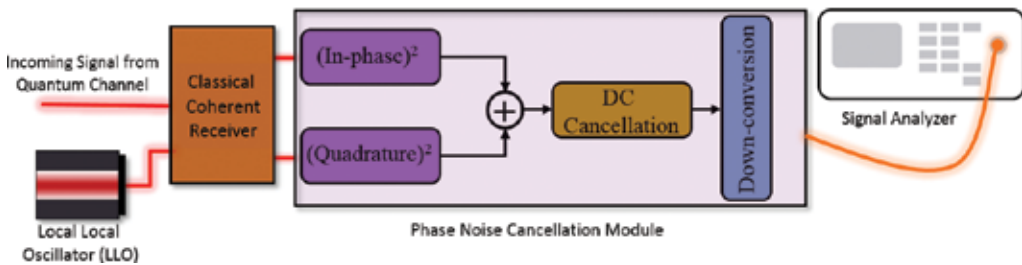 Incoming Signal from
Quantum Channel
Classical
Coherent
Receiver
Local Local
Oscillator (LLO)
(In-phase)²
(Quadrature)²
+
DC
Cancellation
Down-conversion
Phase Noise Cancellation Module
Signal Analyzer